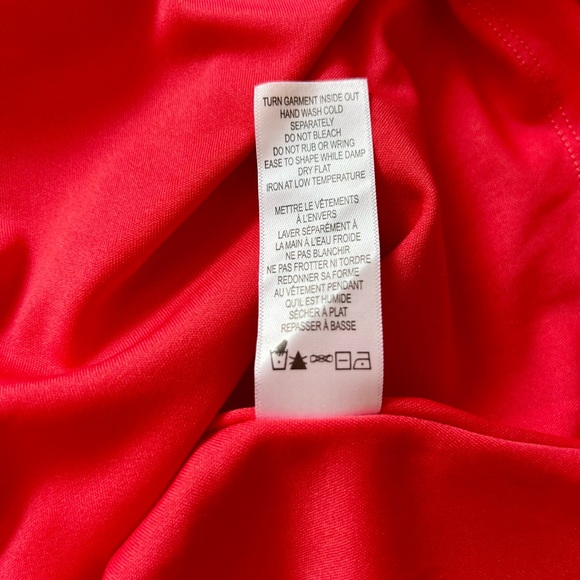 TURN GARMENT INSIDE OUT
HAND WASH COLD
SEPARATELY
DO NOT BLEACH
DO NOT RUB OR WRING
EASE TO SHAPE WHILE DAMP
DRY FLAT
IRON AT LOW TEMPERATURE
METTRE LE VÊTEMENTS
À L'ENVERS
LAVER SÉPARÉMENT À
LA MAIN À L'EAU FROIDE
NE PAS BLANCHIR
NE PAS FROTTER NI TORDRE
REDONNER SA FORME
AU VÊTEMENT PENDANT
QU'IL EST HUMIDE
SÉCHER À PLAT
REPASSER À BASSE